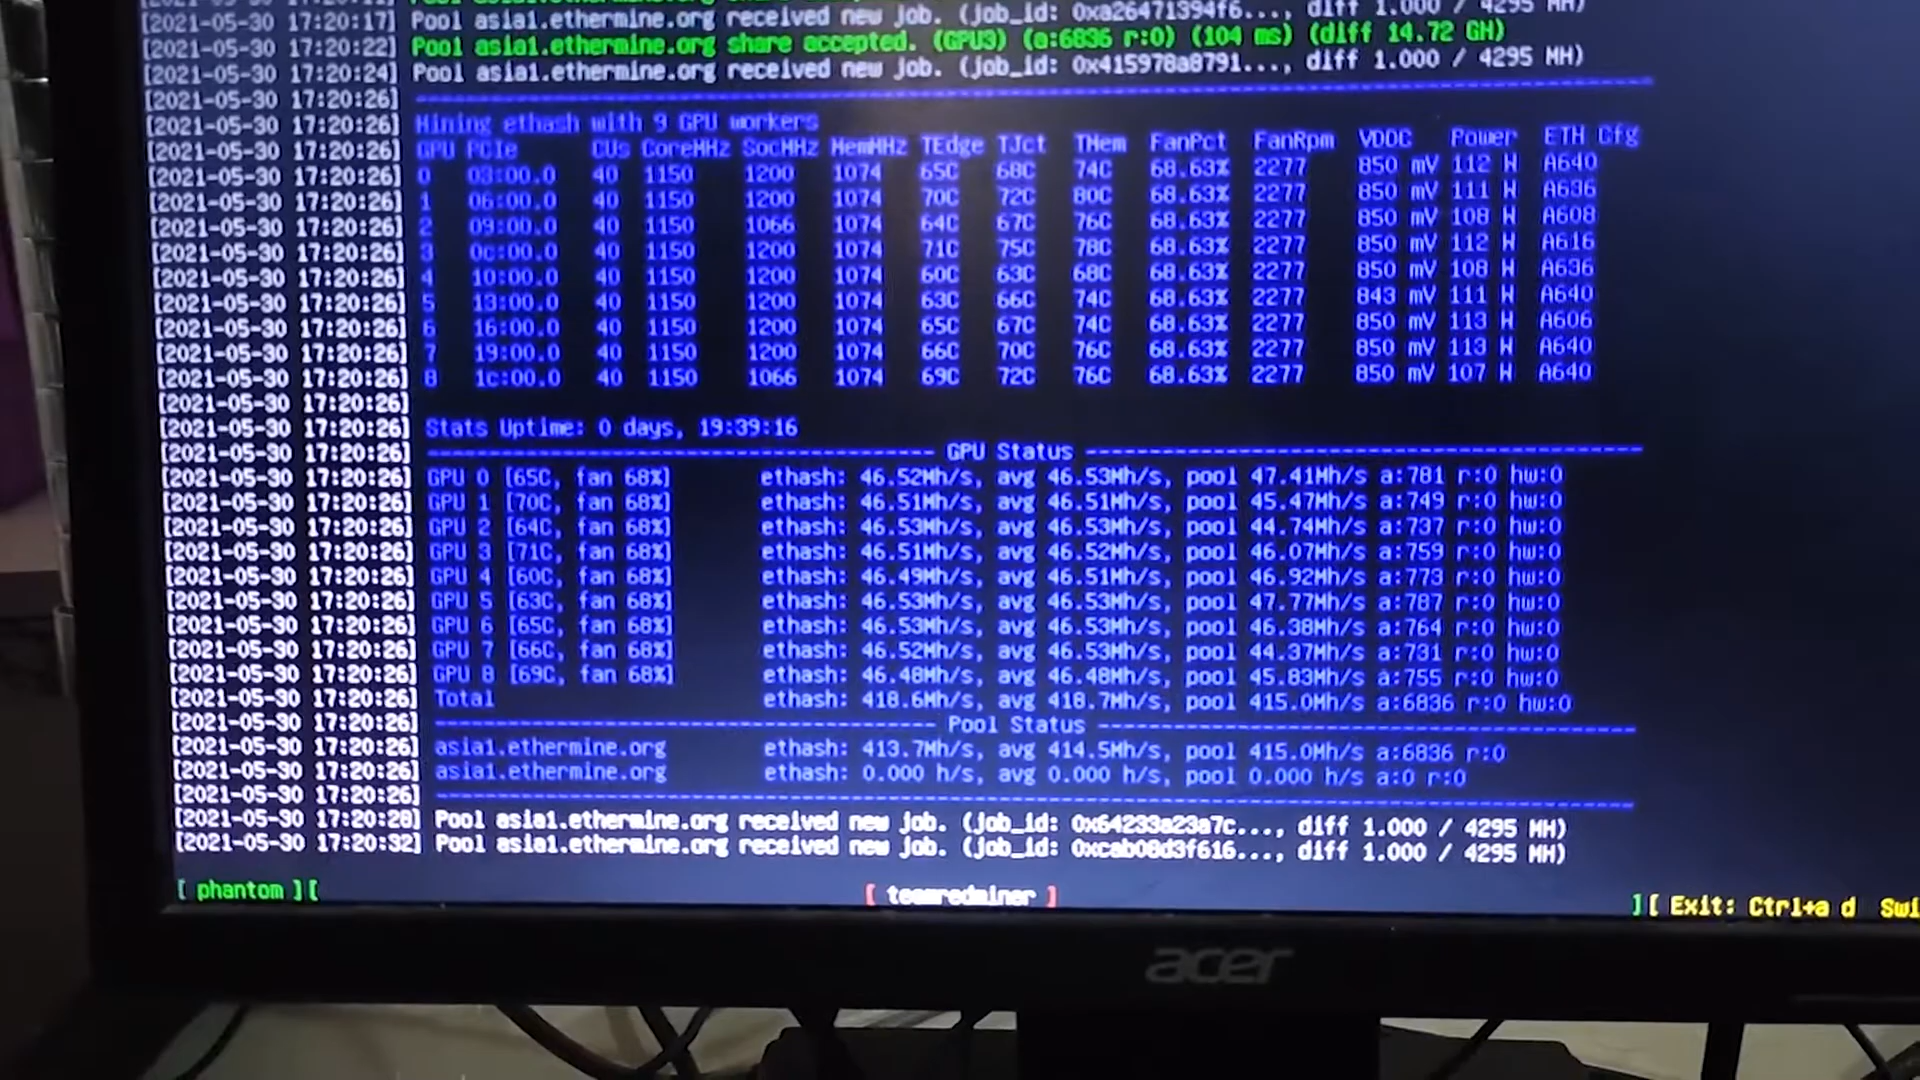 [2021-05-30 17:20:17] Pool asia1.ethermine.org received new job. (job_id: 0xa26471394f6..., diff 1.000 / 4295 MH)
[2021-05-30 17:20:22] Pool asia1.ethermine.org share accepted. (GPU3) (a:6836 r:0) (104 ms) (diff 14.72 GH)
[2021-05-30 17:20:24] Pool asia1.ethermine.org received new job. (job_id: 0x415978a8791..., diff 1.000 / 4295 MH)
[2021-05-30 17:20:26]
[2021-05-30 17:20:26] Mining ethash with 9 GPU workers
[2021-05-30 17:20:26] GPU PCIe CUs CoreMHz SocMHz MemMHz TEdge TJct TMem FanPct FanRpm VDDC Power ETH Cfg
[2021-05-30 17:20:26] 0 03:00.0 40 1150 1200 1074 65C 68C 74C 68.63% 2277 850 mV 112 W A640
[2021-05-30 17:20:26] 1 06:00.0 40 1150 1200 1074 70C 72C 80C 68.63% 2277 850 mV 111 W A636
[2021-05-30 17:20:26] 2 09:00.0 40 1150 1066 1074 64C 67C 76C 68.63% 2277 850 mV 108 W A608
[2021-05-30 17:20:26] 3 0c:00.0 40 1150 1200 1074 71C 75C 78C 68.63% 2277 850 mV 112 W A616
[2021-05-30 17:20:26] 4 10:00.0 40 1150 1200 1074 60C 63C 68C 68.63% 2277 850 mV 108 W A636
[2021-05-30 17:20:26] 5 13:00.0 40 1150 1200 1074 63C 66C 74C 68.63% 2277 843 mV 111 W A640
[2021-05-30 17:20:26] 6 16:00.0 40 1150 1200 1074 65C 67C 74C 68.63% 2277 850 mV 113 W A606
[2021-05-30 17:20:26] 7 19:00.0 40 1150 1200 1074 66C 70C 76C 68.63% 2277 850 mV 113 W A640
[2021-05-30 17:20:26] 8 1c:00.0 40 1150 1066 1074 69C 72C 76C 68.63% 2277 850 mV 107 W A640
[2021-05-30 17:20:26]
[2021-05-30 17:20:26] Stats Uptime: 0 days, 19:39:16
[2021-05-30 17:20:26] GPU Status
[2021-05-30 17:20:26] GPU 0 [65C, fan 68%] ethash: 46.52Mh/s, avg 46.53Mh/s, pool 47.41Mh/s a:781 r:0 hw:0
[2021-05-30 17:20:26] GPU 1 [70C, fan 68%] ethash: 46.51Mh/s, avg 46.51Mh/s, pool 45.47Mh/s a:749 r:0 hw:0
[2021-05-30 17:20:26] GPU 2 [64C, fan 68%] ethash: 46.53Mh/s, avg 46.53Mh/s, pool 44.74Mh/s a:737 r:0 hw:0
[2021-05-30 17:20:26] GPU 3 [71C, fan 68%] ethash: 46.51Mh/s, avg 46.52Mh/s, pool 46.07Mh/s a:759 r:0 hw:0
[2021-05-30 17:20:26] GPU 4 [60C, fan 68%] ethash: 46.49Mh/s, avg 46.51Mh/s, pool 46.92Mh/s a:773 r:0 hw:0
[2021-05-30 17:20:26] GPU 5 [63C, fan 68%] ethash: 46.53Mh/s, avg 46.53Mh/s, pool 47.77Mh/s a:787 r:0 hw:0
[2021-05-30 17:20:26] GPU 6 [65C, fan 68%] ethash: 46.53Mh/s, avg 46.53Mh/s, pool 46.38Mh/s a:764 r:0 hw:0
[2021-05-30 17:20:26] GPU 7 [66C, fan 68%] ethash: 46.52Mh/s, avg 46.53Mh/s, pool 44.37Mh/s a:731 r:0 hw:0
[2021-05-30 17:20:26] GPU 8 [69C, fan 68%] ethash: 46.48Mh/s, avg 46.48Mh/s, pool 45.83Mh/s a:755 r:0 hw:0
[2021-05-30 17:20:26] Total ethash: 418.6Mh/s, avg 418.7Mh/s, pool 415.0Mh/s a:6836 r:0 hw:0
[2021-05-30 17:20:26] Pool Status
[2021-05-30 17:20:26] asia1.ethermine.org ethash: 413.7Mh/s, avg 414.5Mh/s, pool 415.0Mh/s a:6836 r:0
[2021-05-30 17:20:26] asia1.ethermine.org ethash: 0.000 h/s, avg 0.000 h/s, pool 0.000 h/s a:0 r:0
[2021-05-30 17:20:26]
[2021-05-30 17:20:28] Pool asia1.ethermine.org received new job. (job_id: 0x64233a23a7c..., diff 1.000 / 4295 MH)
[2021-05-30 17:20:32] Pool asia1.ethermine.org received new job. (job_id: 0xcab08d3f616..., diff 1.000 / 4295 MH)
[ phantom ][ [ teamredminer ] ][ Exit: Ctrl+a d Swi
acer